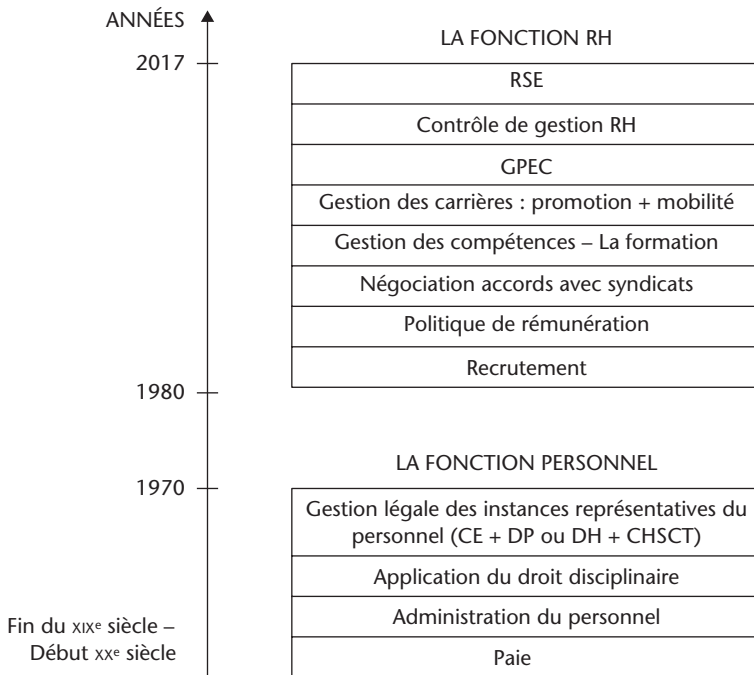 ANNÉES
LA FONCTION RH
2017
RSE
Contrôle de gestion RH
GPEC
Gestion des carrières : promotion + mobilité
Gestion des compétences – La formation
Négociation accords avec syndicats
Politique de rémunération
Recrutement
1980
LA FONCTION PERSONNEL
1970
Gestion légale des instances représentatives du
personnel (CE + DP ou DH + CHSCT)
Application du droit disciplinaire
Administration du personnel
Fin du XIXe siècle –
Début XXe siècle
Paie